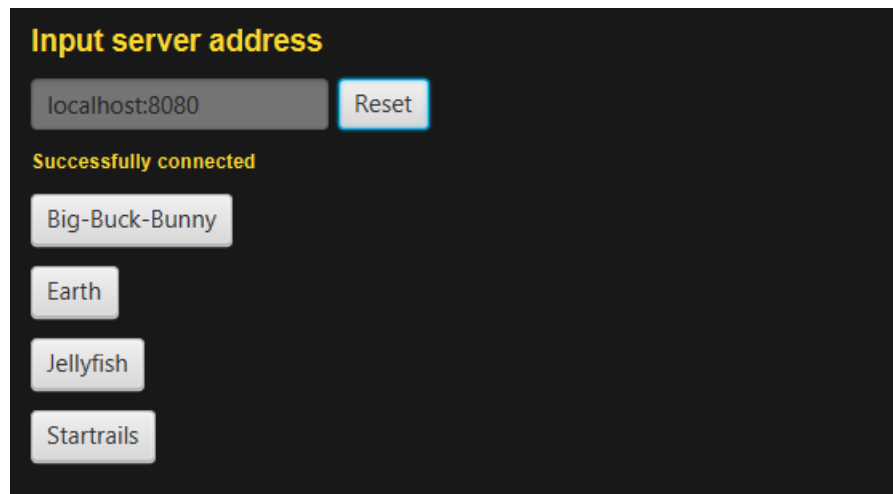 Input server address
localhost:8080 Reset
Successfully connected
Big-Buck-Bunny
Earth
Jellyfish
Startrails